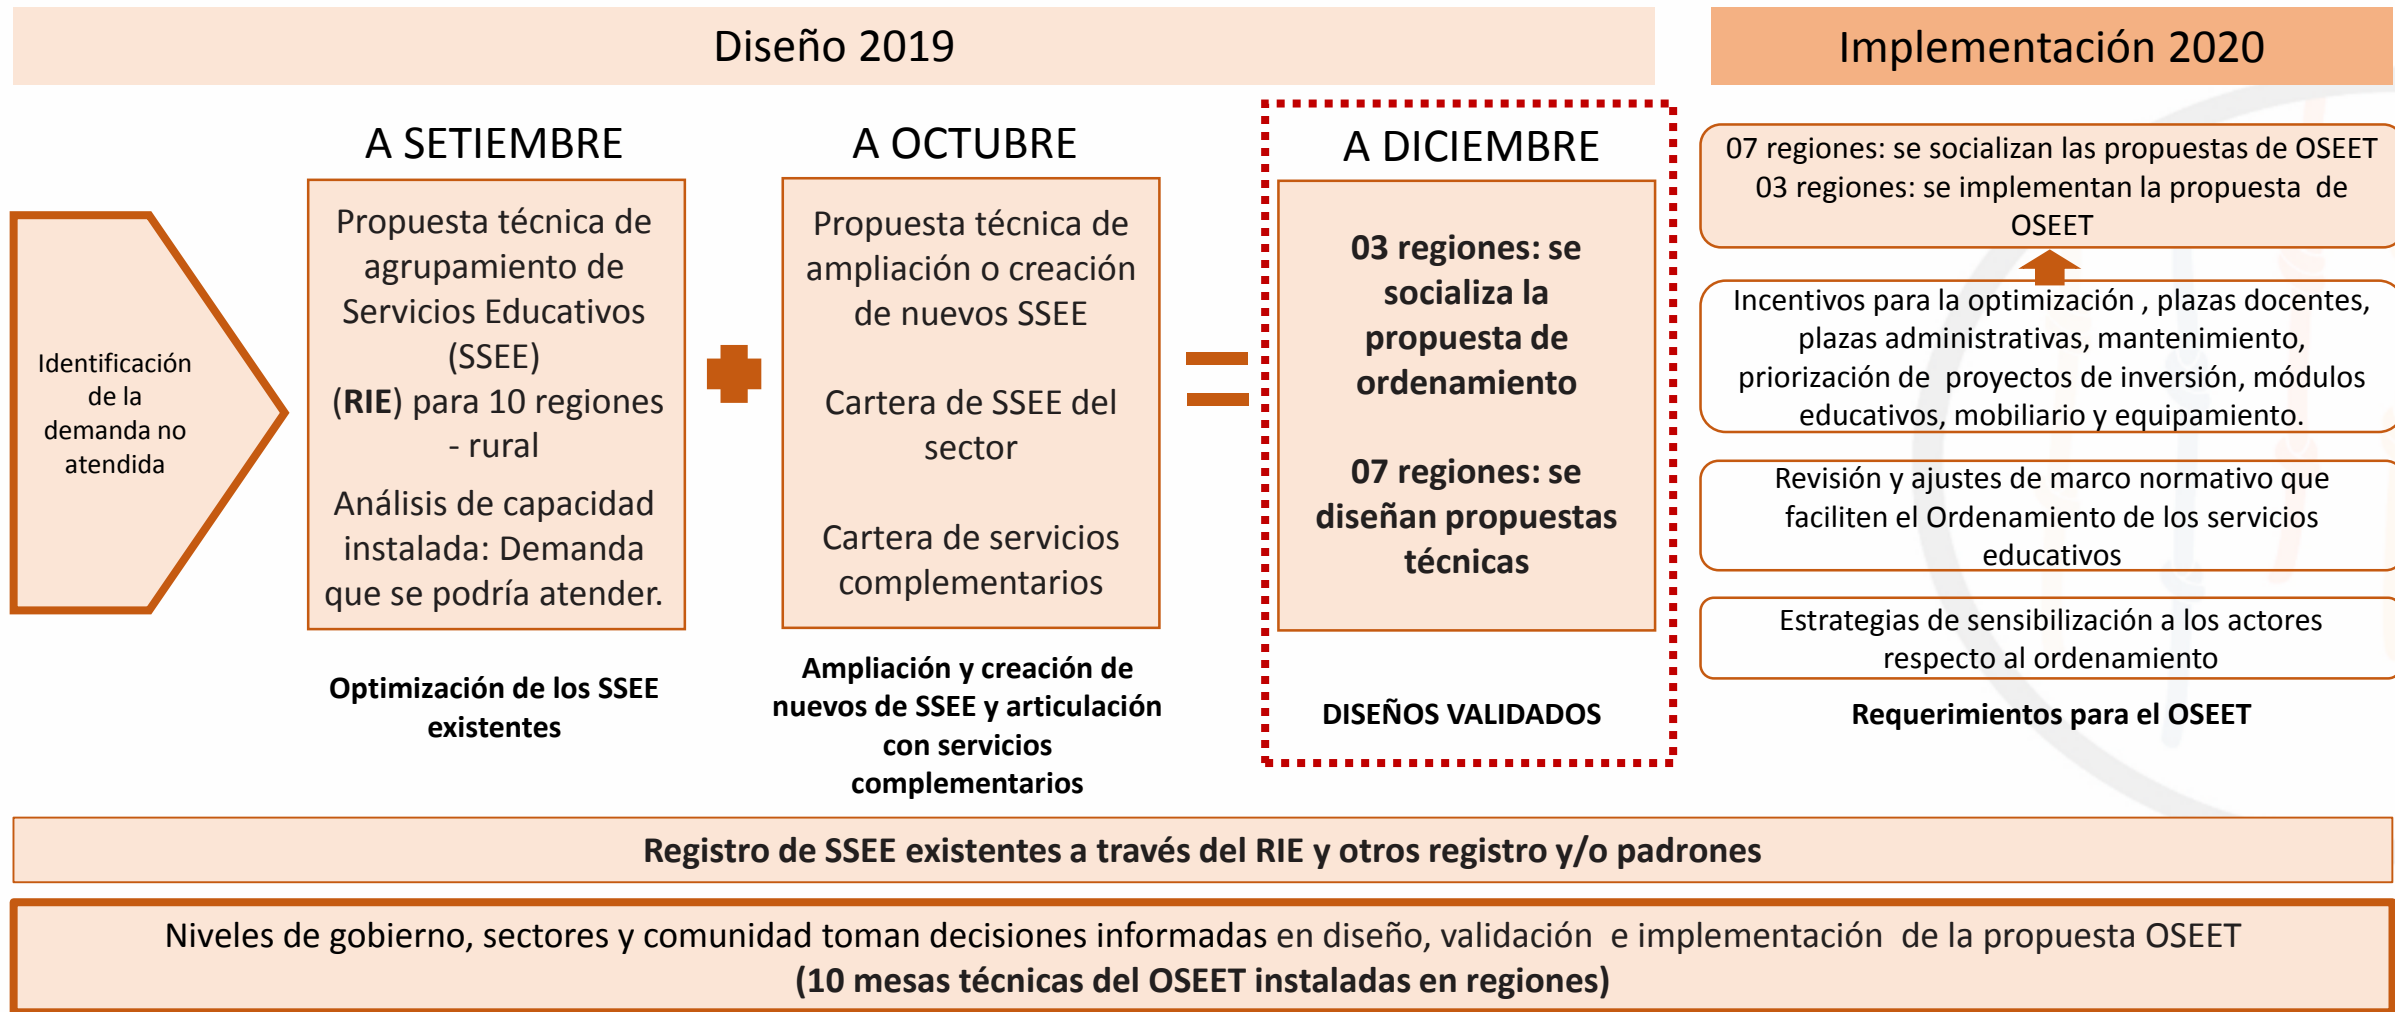 Diseño 2019
Implementación 2020
Identificación
de la
demanda no
atendida
A SETIEMBRE
Propuesta técnica de
agrupamiento de
Servicios Educativos
(SSEE)
(RIE) para 10 regiones
- rural
Análisis de capacidad
instalada: Demanda
que se podría atender.
Optimización de los SSEE
existentes
A OCTUBRE
Propuesta técnica de
ampliación o creación
de nuevos SSEE
Cartera de SSEE del
sector
Cartera de servicios
complementarios
Ampliación y creación de
nuevos de SSEE y articulación
con servicios
complementarios
A DICIEMBRE
03 regiones: se
socializa la
propuesta de
ordenamiento
07 regiones: se
diseñan propuestas
técnicas
DISEÑOS VALIDADOS
07 regiones: se socializan las propuestas de OSEET
03 regiones: se implementan la propuesta de
OSEET
Incentivos para la optimización , plazas docentes,
plazas administrativas, mantenimiento,
priorización de proyectos de inversión, módulos
educativos, mobiliario y equipamiento.
Revisión y ajustes de marco normativo que
faciliten el Ordenamiento de los servicios
educativos
Estrategias de sensibilización a los actores
respecto al ordenamiento
Requerimientos para el OSEET
Registro de SSEE existentes a través del RIE y otros registro y/o padrones
Niveles de gobierno, sectores y comunidad toman decisiones informadas en diseño, validación e implementación de la propuesta OSEET
(10 mesas técnicas del OSEET instaladas en regiones)